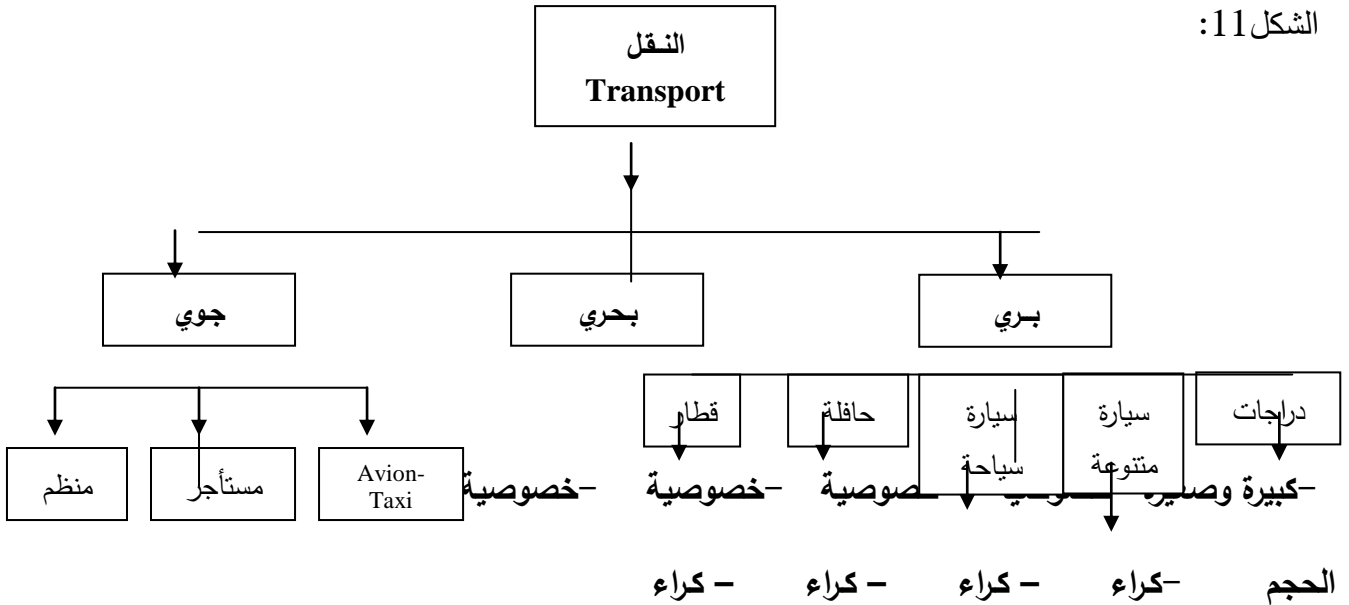 الشكل11:
النـقل
Transport
بـري
بحري
جوي
دراجات
سيارة
متنوعة
سيارة
سياحة
حافلة
قطار
Avion-
Taxi
مستأجر
منظم
–كبيرة وصغيرة –خصوصية –خصوصية –خصوصية
الحجم –كراء – كراء – كراء – كراء